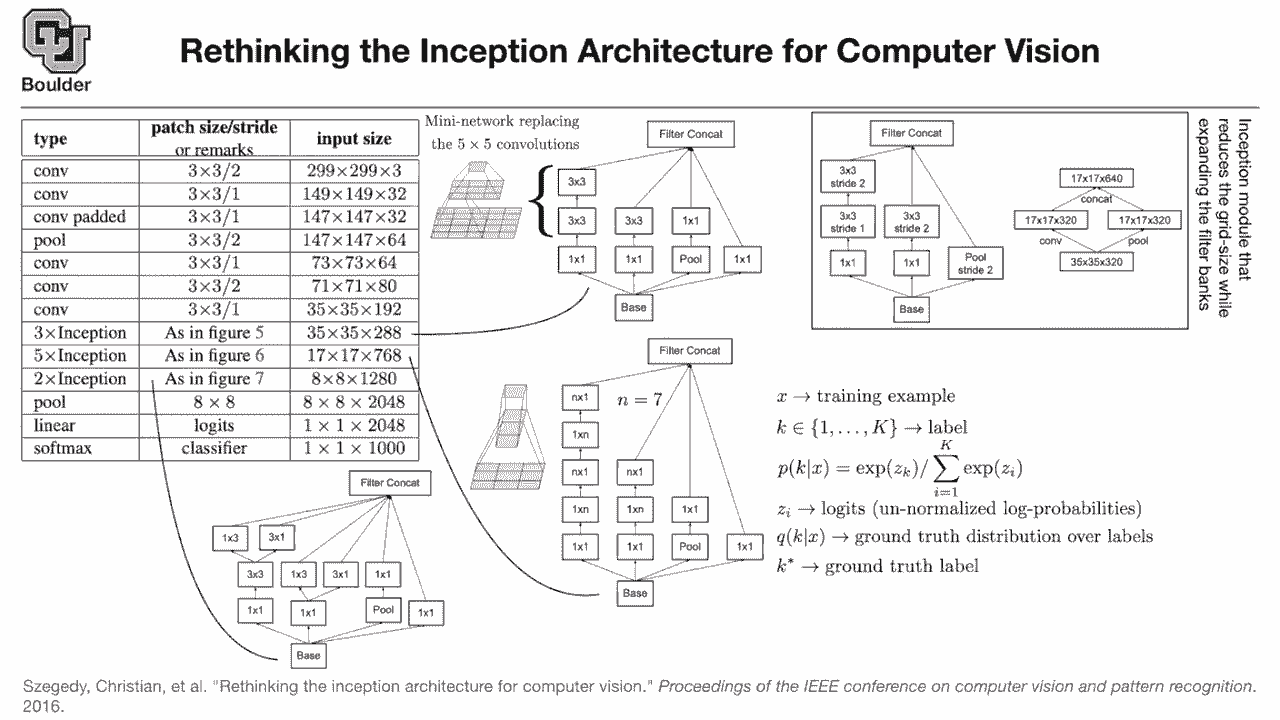 Boulder
Rethinking the Inception Architecture for Computer Vision
type patch size/stride or remarks input size
conv 3×3/2 299×299×3
conv 3×3/1 149×149×32
conv padded 3×3/1 147×147×32
pool 3×3/2 147×147×64
conv 3×3/1 73×73×64
conv 3×3/2 71×71×80
conv 3×3/1 35×35×192
3×Inception As in figure 5 35×35×288
5×Inception As in figure 6 17×17×768
2×Inception As in figure 7 8×8×1280
pool 8 × 8 8 × 8 × 2048
linear logits 1 × 1 × 2048
softmax classifier 1 × 1 × 1000
Mini-network replacing
the 5 × 5 convolutions
Filter Concat
3x3
3x3 3x3 1x1
1x1 1x1 Pool 1x1
Base
Filter Concat
3x3
stride 2
3x3
stride 1
3x3
stride 2
1x1 1x1
Pool
stride 2
Base
17x17x640
concat
17x17x320 17x17x320
conv pool
35x35x320
Inception module that
reduces the grid-size while
expanding the filter banks
Filter Concat
nx1 n = 7
1xn
nx1 nx1
1xn 1xn 1x1
1x1 1x1 Pool 1x1
Base
Filter Concat
1x3 3x1
3x3 1x3 3x1 1x1
1x1 1x1 Pool 1x1
Base
x → training example
k ∈ {1, . . . , K} → label
p(k|x) = exp(z_k)/∑_{i=1}^{K} exp(z_i)
z_i → logits (un-normalized log-probabilities)
q(k|x) → ground truth distribution over labels
k* → ground truth label
Szegedy, Christian, et al. "Rethinking the inception architecture for computer vision." Proceedings of the IEEE conference on computer vision and pattern recognition.
2016.